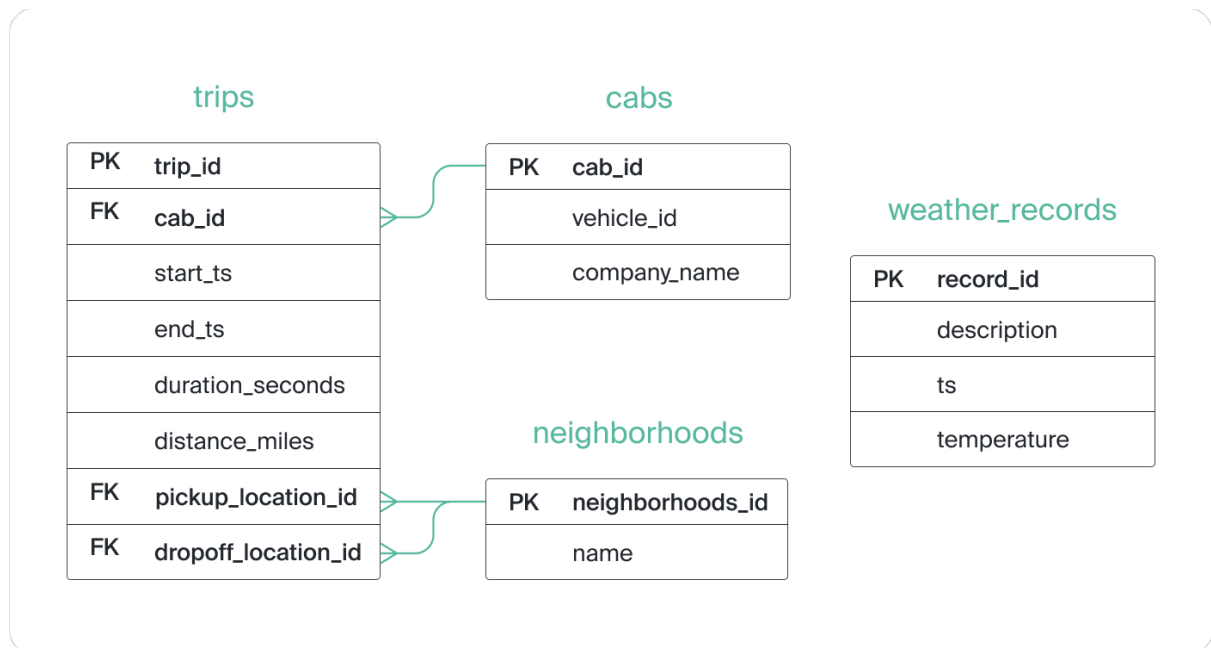 trips
PK trip_id
FK cab_id
start_ts
end_ts
duration_seconds
distance_miles
FK pickup_location_id
FK dropoff_location_id
cabs
PK cab_id
vehicle_id
company_name
neighborhoods
PK neighborhoods_id
name
weather_records
PK record_id
description
ts
temperature